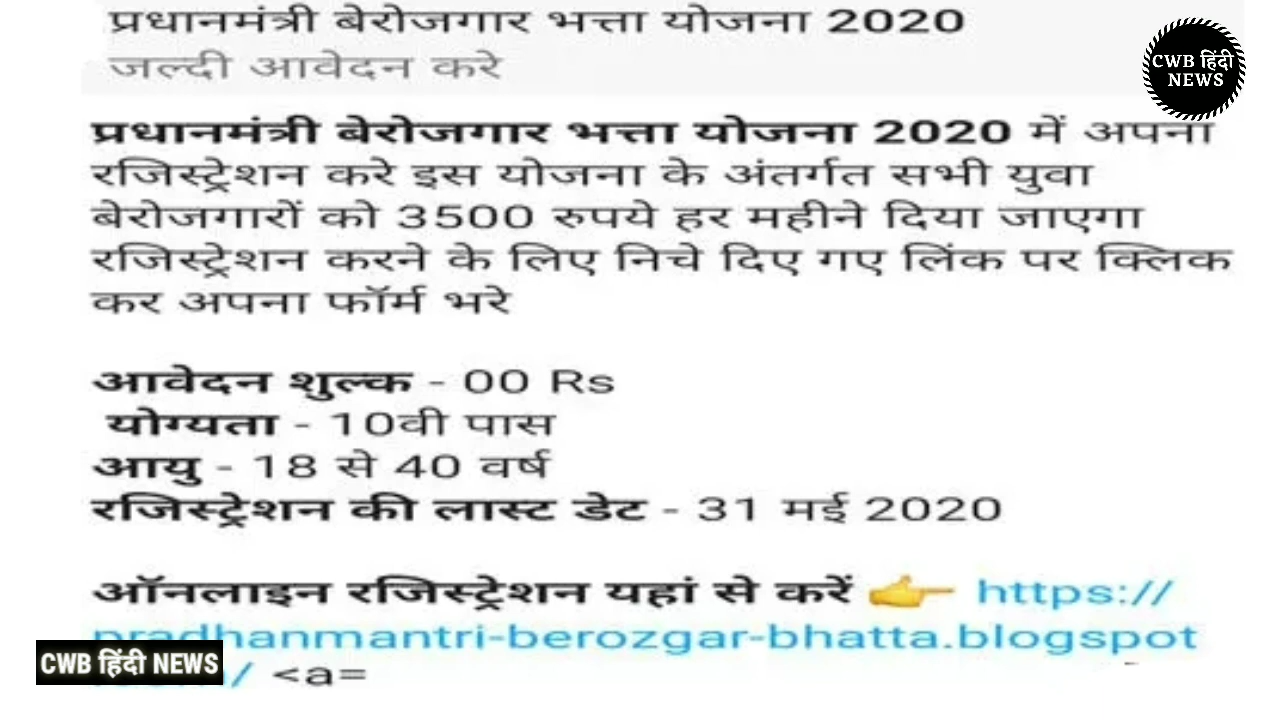 प्रधानमंत्री बेरोजगार भत्ता योजना 2020
जल्दी आवेदन करे
CWB हिंदी
NEWS
प्रधानमंत्री बेरोजगार भत्ता योजना 2020 में अपना
रजिस्ट्रेशन करे इस योजना के अंतर्गत सभी युवा
बेरोजगारों को 3500 रुपये हर महीने दिया जाएगा
रजिस्ट्रेशन करने के लिए निचे दिए गए लिंक पर क्लिक
कर अपना फॉर्म भरे
आवेदन शुल्क - 00 Rs
योग्यता - 10वी पास
आयु - 18 से 40 वर्ष
रजिस्ट्रेशन की लास्ट डेट - 31 मई 2020
ऑनलाइन रजिस्ट्रेशन यहां से करें 👉 https://
pradhanmantri-berozgar-bhatta.blogspot
/ <a=
CWB हिंदी NEWS